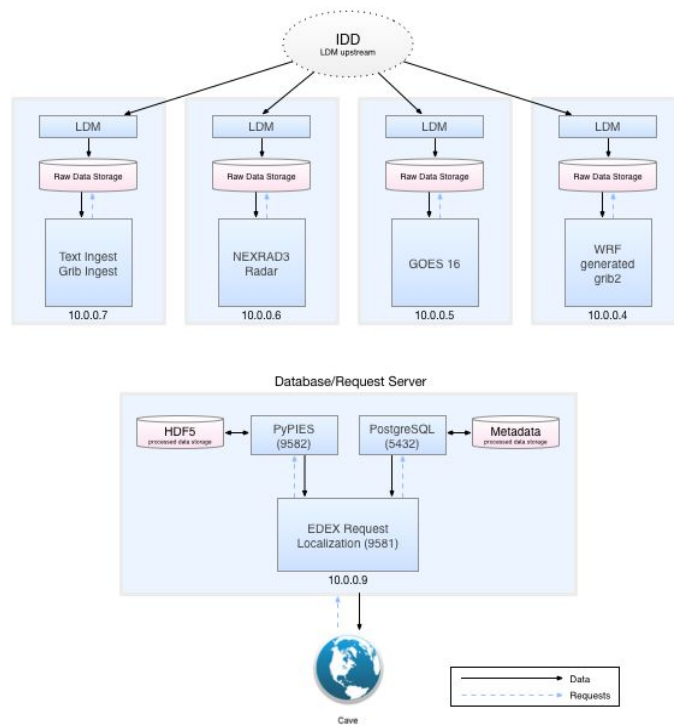 IDD
LDM upstream
LDM
LDM
LDM
LDM
Raw Data Storage
Raw Data Storage
Raw Data Storage
Raw Data Storage
Text Ingest
Grib Ingest
NEXRAD3
Radar
GOES 16
WRF
generated
grib2
10.0.0.7
10.0.0.6
10.0.0.5
10.0.0.4
Database/Request Server
HDF5
processed data storage
PyPIES
(9582)
PostgreSQL
(5432)
Metadata
processed data storage
EDEX Request
Localization (9581)
10.0.0.9
Cave
Data
Requests